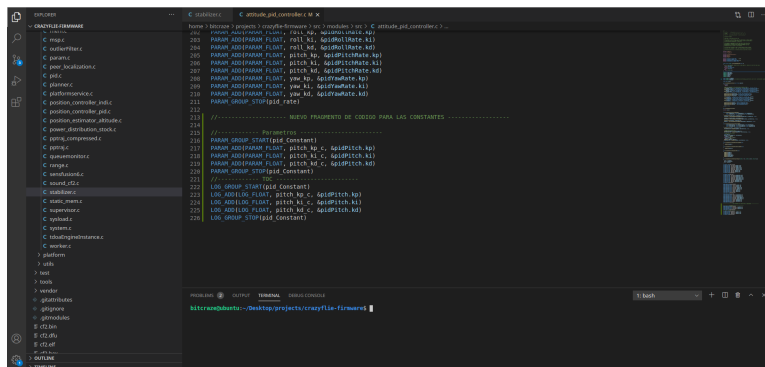 EXPLORER
stabilizer.c
attitude_pid_controller.c M
home > bitcraze > projects > crazyflie-firmware > src > modules > src > C attitude_pid_controller.c > ...
CRAZYFLIE-FIRMWARE
C msp.c
C outlierFilter.c
C param.c
C peer_localization.c
C pid.c
C planner.c
C platformservice.c
C position_controller_indi.c
C position_controller_pid.c
C position_estimator_altitude.c
C power_distribution_stock.c
C pptraj_compressed.c
C pptraj.c
C queuemonitor.c
C range.c
C sensfusion6.c
C sound_cf2.c
C stabilizer.c
C static_mem.c
C supervisor.c
C sysload.c
C system.c
C tdoaEngineInstance.c
C worker.c
> platform
> utils
> test
> tools
> vendor
.gitattributes
.gitignore
.gitmodules
cf2.bin
cf2.dfu
cf2.elf
> OUTLINE
> TIMELINE
202 PARAM_ADD(PARAM_FLOAT, roll_kp, &pidRollRate.kp)
203 PARAM_ADD(PARAM_FLOAT, roll_ki, &pidRollRate.ki)
204 PARAM_ADD(PARAM_FLOAT, roll_kd, &pidRollRate.kd)
205 PARAM_ADD(PARAM_FLOAT, pitch_kp, &pidPitchRate.kp)
206 PARAM_ADD(PARAM_FLOAT, pitch_ki, &pidPitchRate.ki)
207 PARAM_ADD(PARAM_FLOAT, pitch_kd, &pidPitchRate.kd)
208 PARAM_ADD(PARAM_FLOAT, yaw_kp, &pidYawRate.kp)
209 PARAM_ADD(PARAM_FLOAT, yaw_ki, &pidYawRate.ki)
210 PARAM_ADD(PARAM_FLOAT, yaw_kd, &pidYawRate.kd)
211 PARAM_GROUP_STOP(pid_rate)
212
213 //-------------------- NUEVO FRAGMENTO DE CODIGO PARA LAS CONSTANTES ------------------
214
215 //------------ Parametros ------------------------
216 PARAM_GROUP_START(pid_Constant)
217 PARAM_ADD(PARAM_FLOAT, pitch_kp_c, &pidPitch.kp)
218 PARAM_ADD(PARAM_FLOAT, pitch_ki_c, &pidPitch.ki)
219 PARAM_ADD(PARAM_FLOAT, pitch_kd_c, &pidPitch.kd)
220 PARAM_GROUP_STOP(pid_Constant)
221 //------------ TOC ------------------------
222 LOG_GROUP_START(pid_Constant)
223 LOG_ADD(LOG_FLOAT, pitch_kp_c, &pidPitch.kp)
224 LOG_ADD(LOG_FLOAT, pitch_ki_c, &pidPitch.ki)
225 LOG_ADD(LOG_FLOAT, pitch_kd_c, &pidPitch.kd)
226 LOG_GROUP_STOP(pid_Constant)
PROBLEMS 2 OUTPUT TERMINAL DEBUG CONSOLE
1: bash
bitcraze@ubuntu:~/Desktop/projects/crazyflie-firmware$